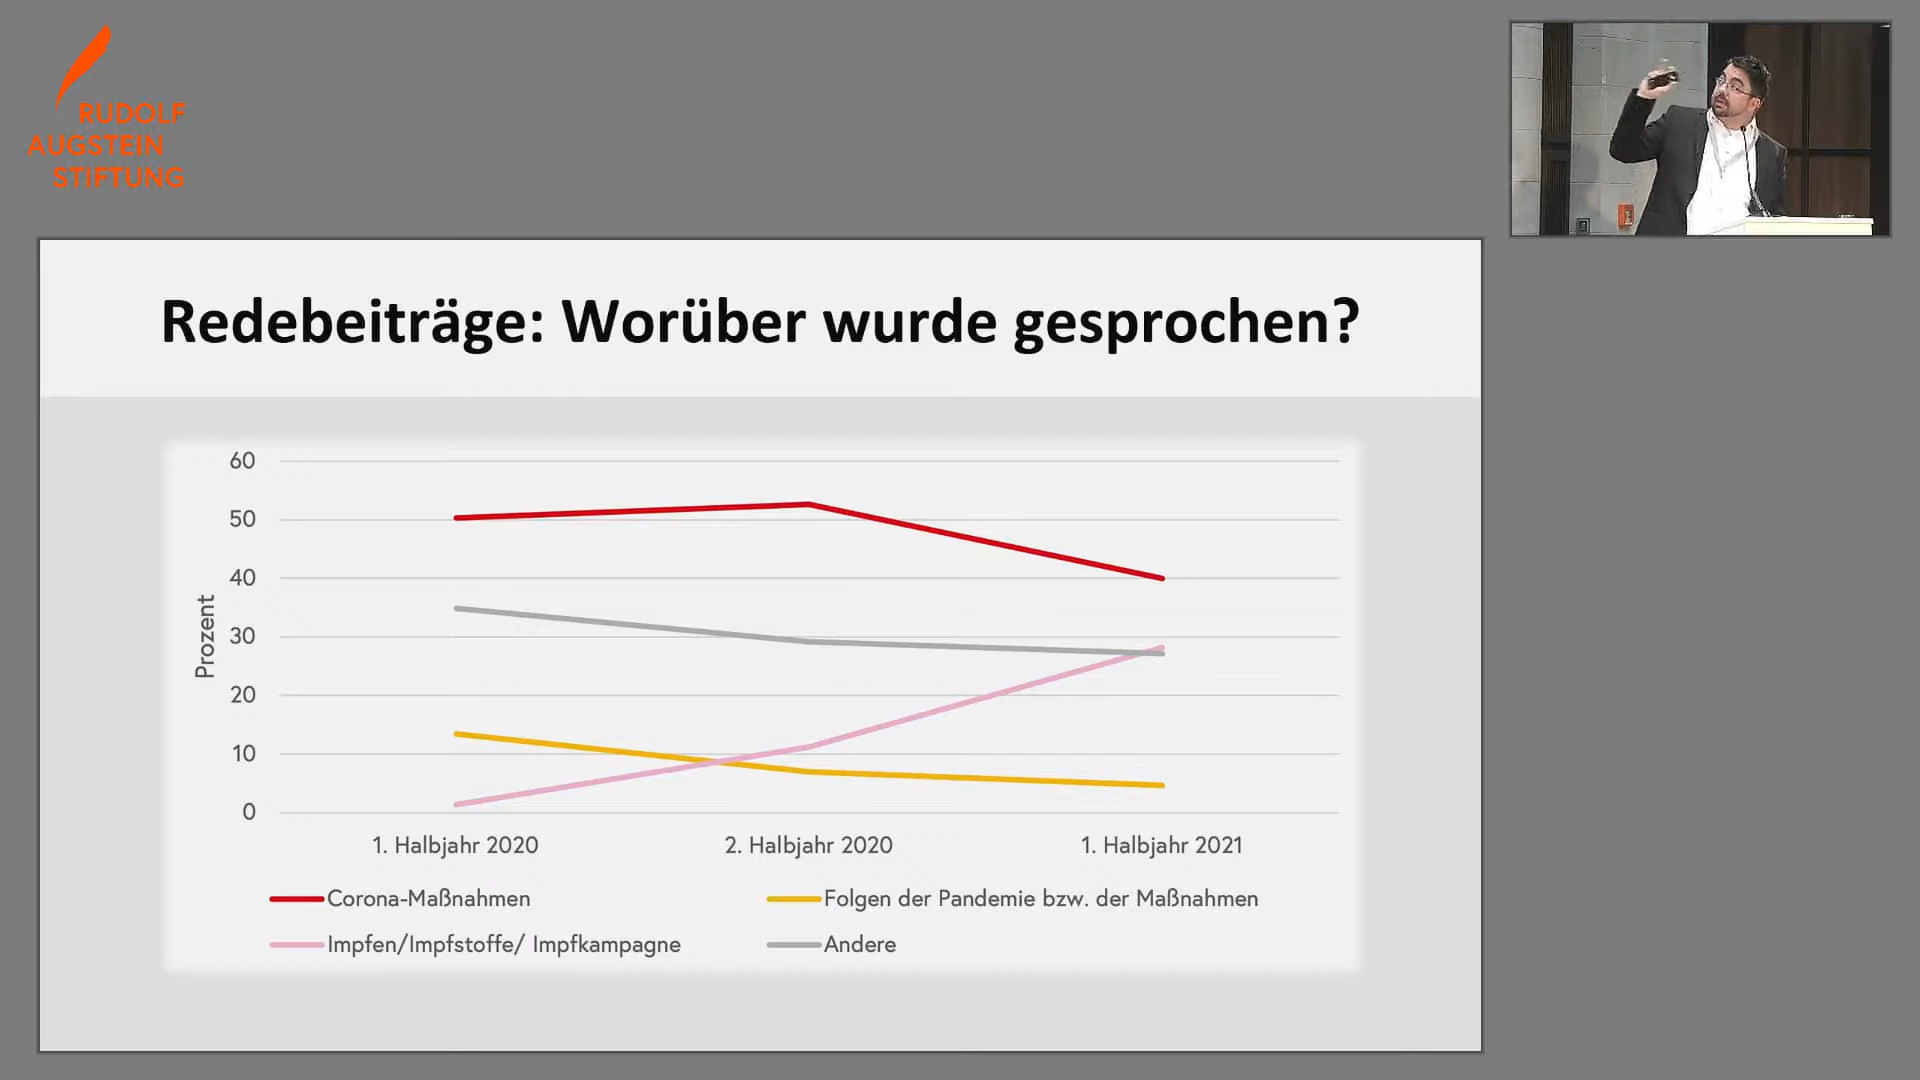 RUDOLF
AUGSTEIN
STIFTUNG
Redebeiträge: Worüber wurde gesprochen?
Prozent
60
50
40
30
20
10
0
1. Halbjahr 2020
2. Halbjahr 2020
1. Halbjahr 2021
Corona-Maßnahmen
Folgen der Pandemie bzw. der Maßnahmen
Impfen/Impfstoffe/ Impfkampagne
Andere